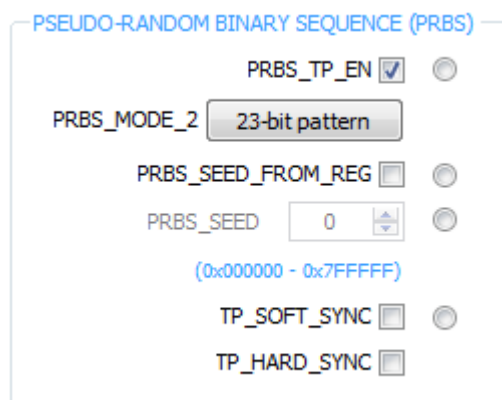 PSEUDO-RANDOM BINARY SEQUENCE (PRBS)
PRBS_TP_EN
PRBS_MODE_2 23-bit pattern
PRBS_SEED_FROM_REG
PRBS_SEED 0
(0x000000 - 0x7FFFFF)
TP_SOFT_SYNC
TP_HARD_SYNC